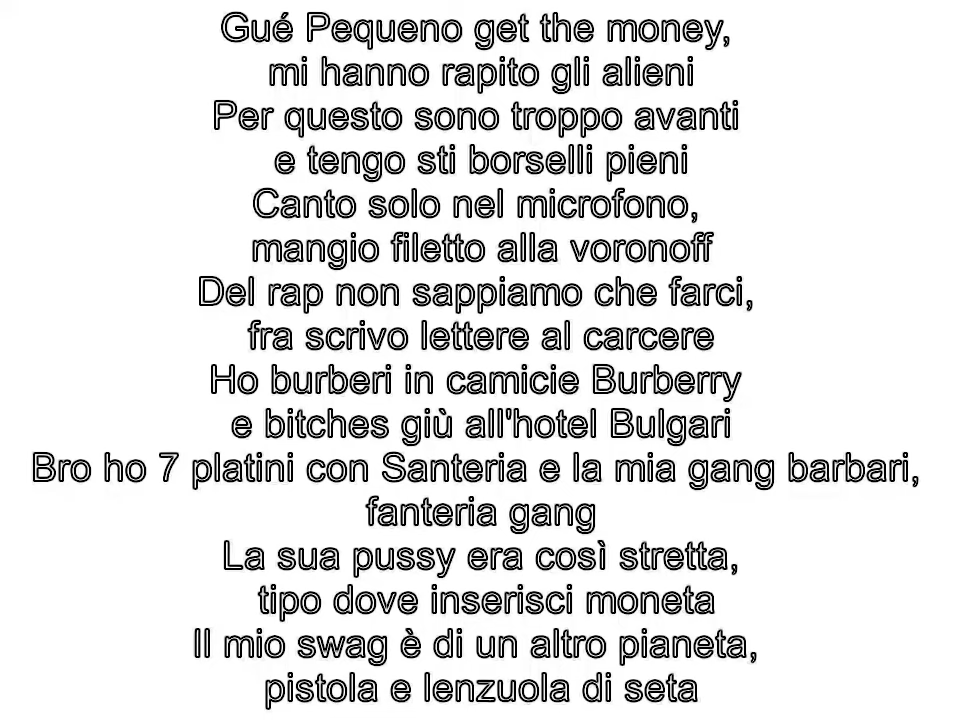 Gué Pequeno get the money,
mi hanno rapito gli alieni
Per questo sono troppo avanti
e tengo sti borselli pieni
Canto solo nel microfono,
mangio filetto alla voronoff
Del rap non sappiamo che farci,
fra scrivo lettere al carcere
Ho burberi in camicie Burberry
e bitches giù all'hotel Bulgari
Bro ho 7 platini con Santeria e la mia gang barbari,
fanteria gang
La sua pussy era così stretta,
tipo dove inserisci moneta
Il mio swag è di un altro pianeta,
pistola e lenzuola di seta